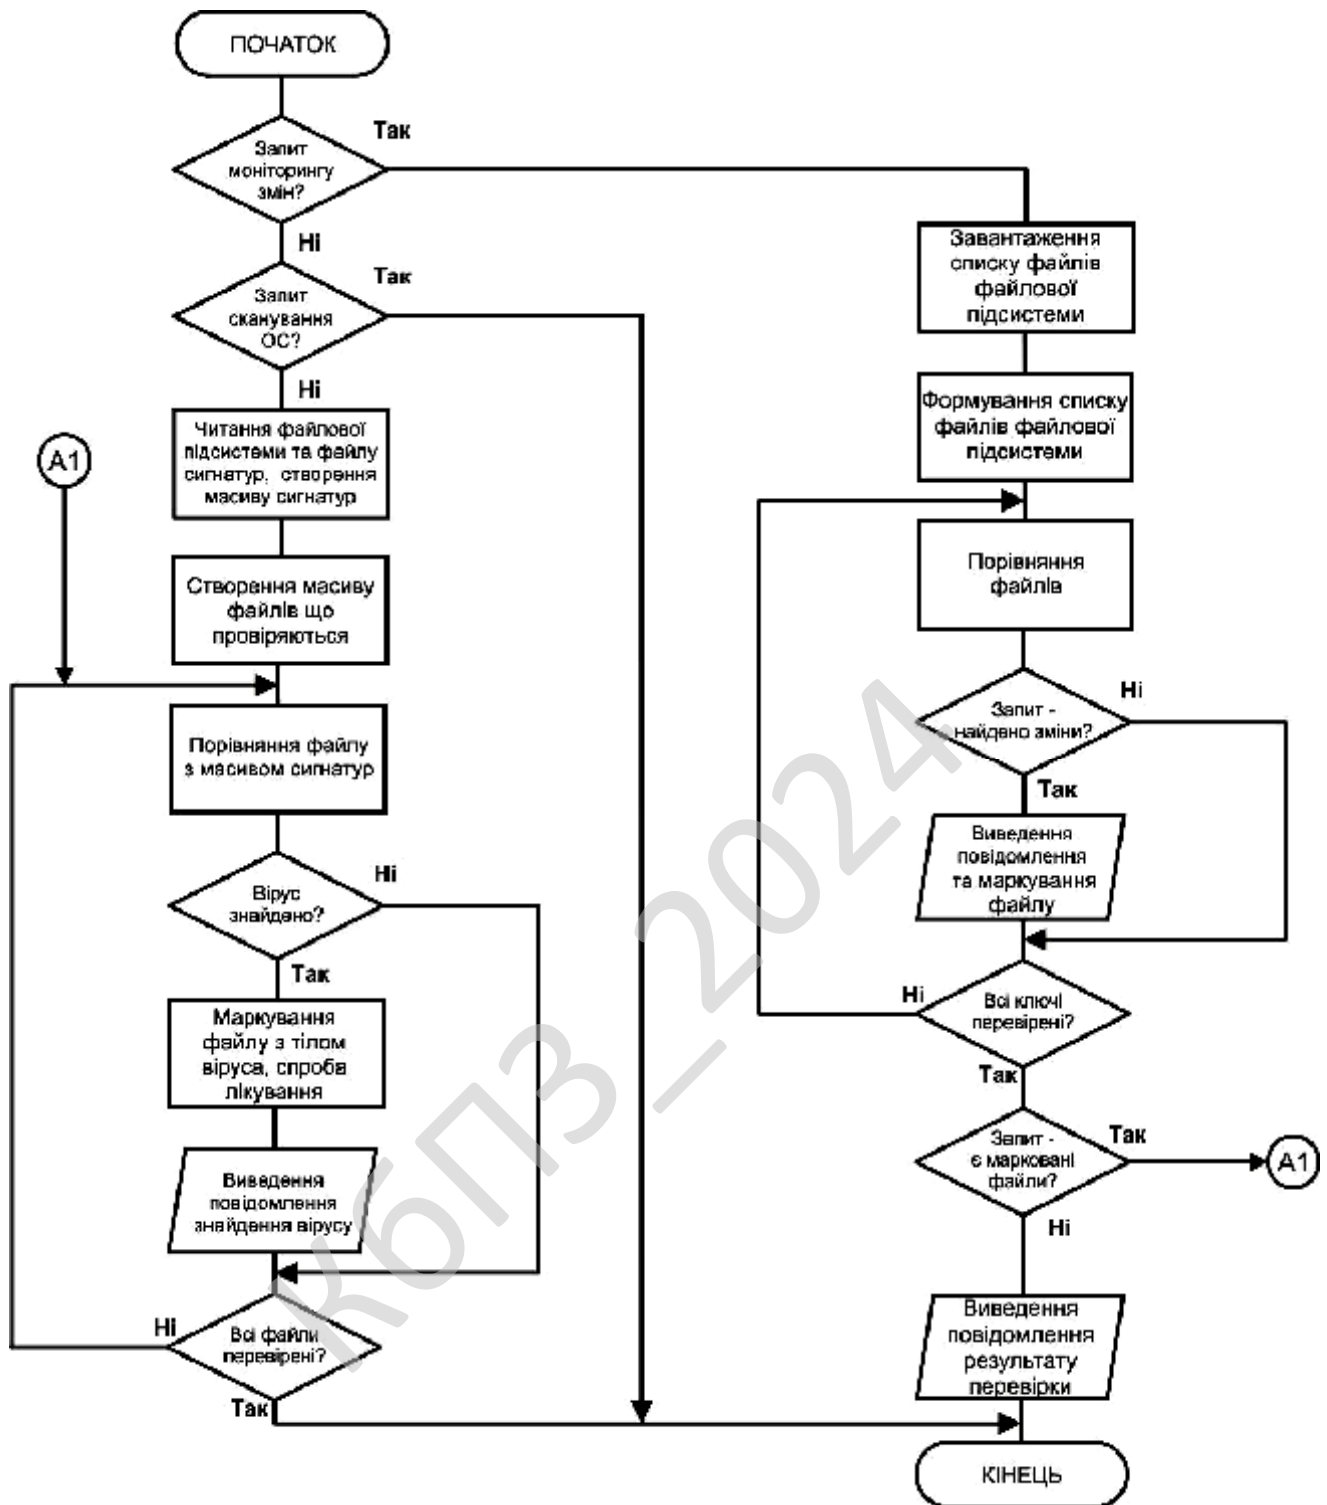 ПОЧАТОК
Запит
моніторингу
змін?
Так
Ні
Запит
сканування
ОС?
Так
Ні
Читання файлової
підсистеми та файлу
сигнатур, створення
масиву сигнатур
А1
Створення масиву
файлів що
провіряються
Порівняння файлу
з масивом сигнатур
Вірус
знайдено?
Ні
Так
Маркування
файлу з тілом
віруса, спроба
лікування
Виведення
повідомлення
знайдення вірусу
Всі файли
перевірені?
Ні
Так
Завантаження
списку файлів
файлової
підсистеми
Формування списку
файлів файлової
підсистеми
Порівняння
файлів
Запит -
найдено зміни?
Ні
Так
Виведення
повідомлення
та маркування
файлу
Всі ключі
перевірені?
Ні
Так
Запит -
є марковані
файли?
Так
А1
Ні
Виведення
повідомлення
результату
перевірки
КІНЕЦЬ
КбПЗ_2024